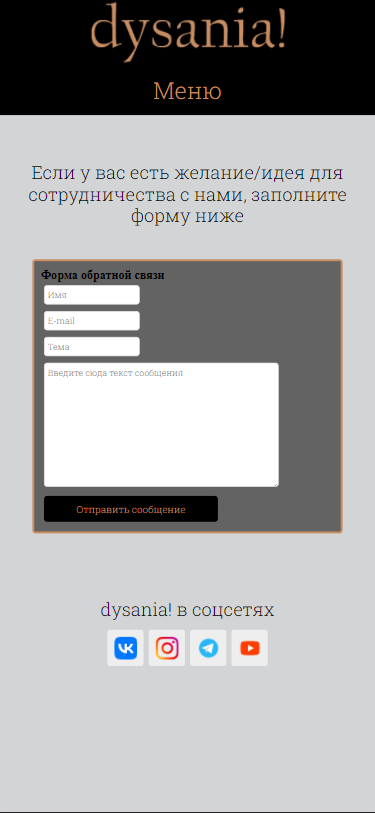 dysania!
Меню
Если у вас есть желание/идея для
сотрудничества с нами, заполните
форму ниже
Форма обратной связи
Имя
E-mail
Тема
Введите сюда текст сообщения
Отправить сообщение
dysania! в соцсетях